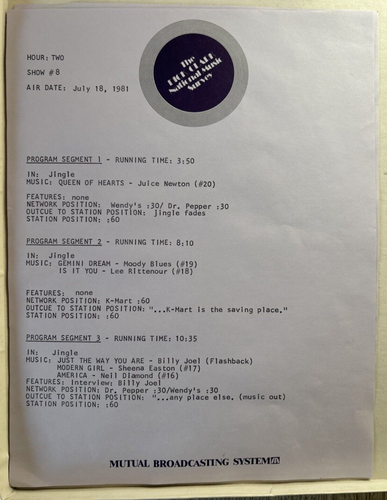 HOUR: TWO
SHOW #8
AIR DATE: July 18, 1981
The
DICK CLARK
National Music
Survey
PROGRAM SEGMENT 1 - RUNNING TIME: 3:50
IN: Jingle
MUSIC: QUEEN OF HEARTS - Juice Newton (#20)
FEATURES: none
NETWORK POSITION: Wendy's :30/ Dr. Pepper :30
OUTCUE TO STATION POSITION: jingle fades
STATION POSITION: :60
PROGRAM SEGMENT 2 - RUNNING TIME: 8:10
IN: Jingle
MUSIC: GEMINI DREAM - Moody Blues (#19)
IS IT YOU - Lee Rittenour (#18)
FEATURES: none
NETWORK POSITION: K-Mart :60
OUTCUE TO STATION POSITION: "...K-Mart is the saving place."
STATION POSITION: :60
PROGRAM SEGMENT 3 - RUNNING TIME: 10:35
IN: Jingle
MUSIC: JUST THE WAY YOU ARE - Billy Joel (Flashback)
MODERN GIRL - Sheena Easton (#17)
AMERICA - Neil Diamond (#16)
FEATURES: Interview: Billy Joel
NETWORK POSITION: Dr. Pepper :30/Wendy's :30
OUTCUE TO STATION POSITION: "...any place else. (music out)
STATION POSITION: :60
MUTUAL BROADCASTING SYSTEM